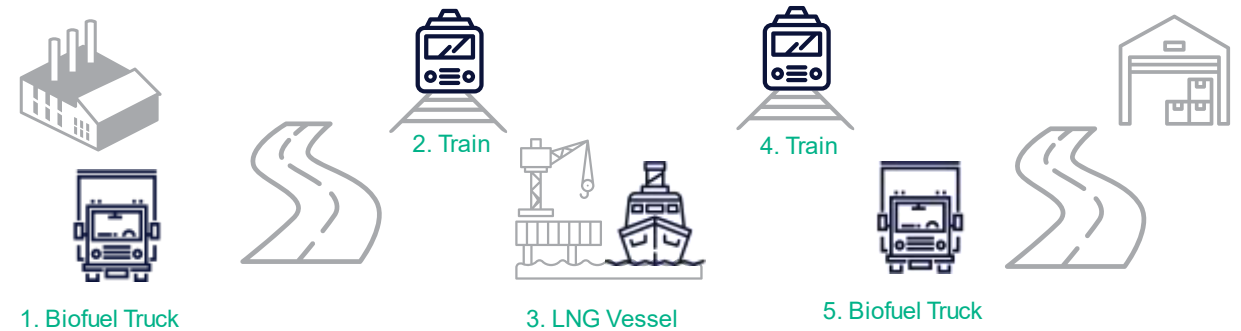 1. Biofuel Truck
2. Train
3. LNG Vessel
4. Train
5. Biofuel Truck